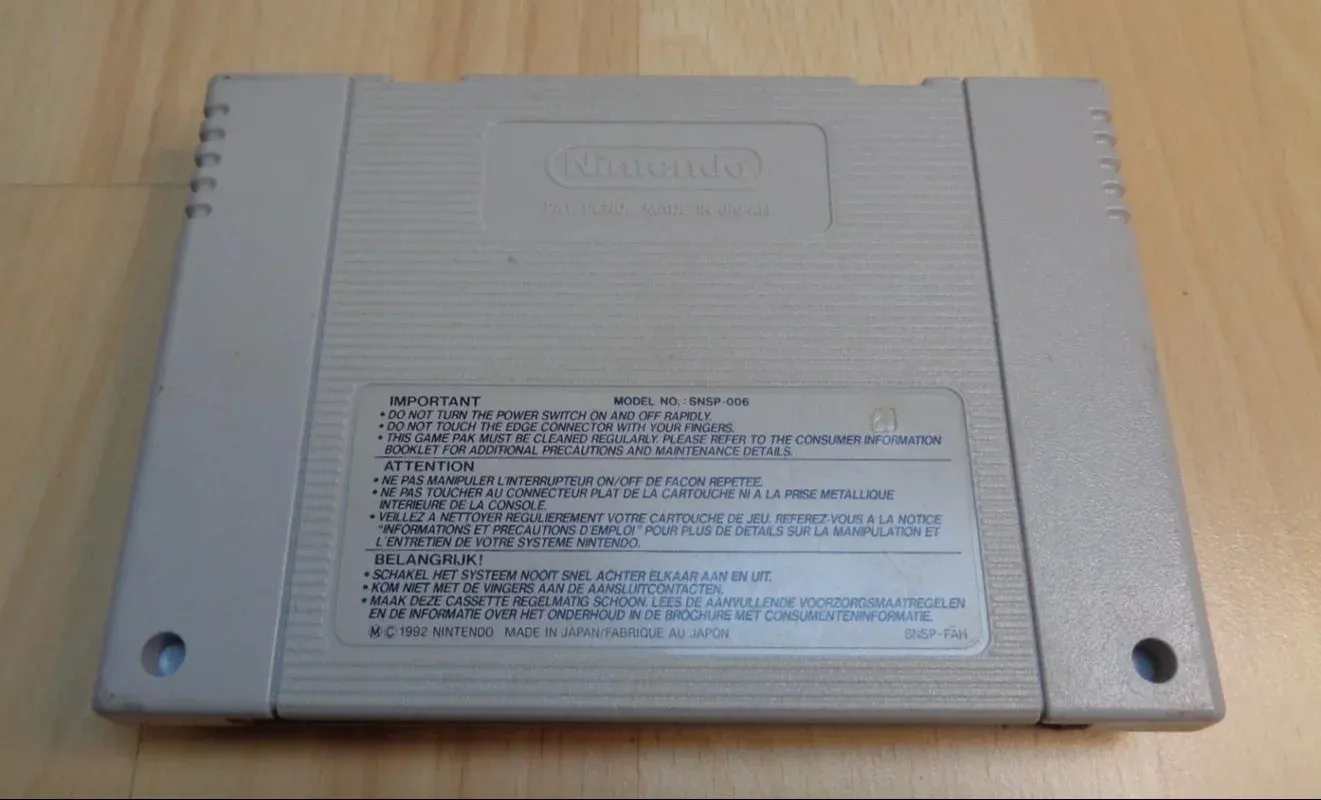 Nintendo
PAT. PEND. MADE IN JAPAN
IMPORTANT MODEL NO.: SNSP-006
• DO NOT TURN THE POWER SWITCH ON AND OFF RAPIDLY.
• DO NOT TOUCH THE EDGE CONNECTOR WITH YOUR FINGERS.
• THIS GAME PAK MUST BE CLEANED REGULARLY. PLEASE REFER TO THE CONSUMER INFORMATION
BOOKLET FOR ADDITIONAL PRECAUTIONS AND MAINTENANCE DETAILS.
ATTENTION
• NE PAS MANIPULER L'INTERRUPTEUR ON/OFF DE FACON REPETEE.
• NE PAS TOUCHER AU CONNECTEUR PLAT DE LA CARTOUCHE NI A LA PRISE METALLIQUE
INTERIEURE DE LA CONSOLE.
• VEILLEZ A NETTOYER REGULIEREMENT VOTRE CARTOUCHE DE JEU. REFEREZ-VOUS A LA NOTICE
"INFORMATIONS ET PRECAUTIONS D'EMPLOI" POUR PLUS DE DETAILS SUR LA MANIPULATION ET
L'ENTRETIEN DE VOTRE SYSTEME NINTENDO.
BELANGRIJK!
• SCHAKEL HET SYSTEEM NOOIT SNEL ACHTER ELKAAR AAN EN UIT.
• KOM NIET MET DE VINGERS AAN DE AANSLUITCONTACTEN.
• MAAK DEZE CASSETTE REGELMATIG SCHOON. LEES DE AANVULLENDE VOORZORGSMAATREGELEN
EN DE INFORMATIE OVER HET ONDERHOUD IN DE BROCHURE MET CONSUMENTENINFORMATIE.
Ⓜ © 1992 NINTENDO MADE IN JAPAN/FABRIQUE AU JAPON SNSP-FAH